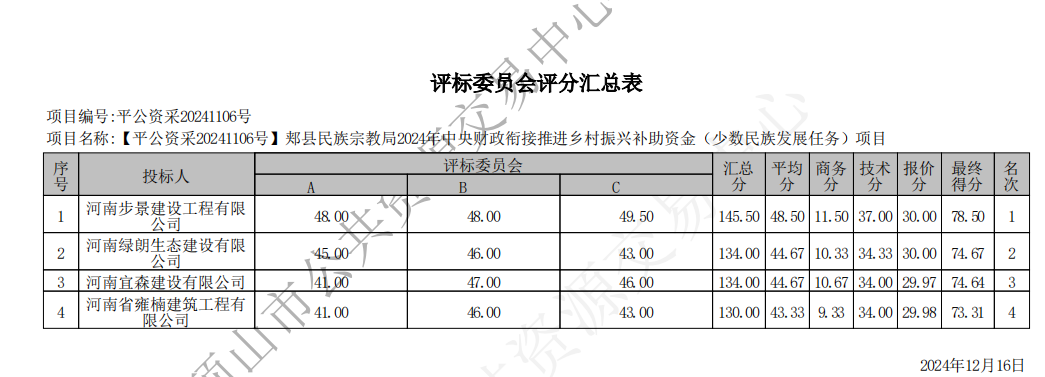 评标委员会评分汇总表
项目编号:平公资采20241106号
项目名称:【平公资采20241106号】郏县民族宗教局2024年中央财政衔接推进乡村振兴补助资金（少数民族发展任务）项目
序号 投标人 评标委员会 汇总分 平均分 商务分 技术分 报价分 最终得分 名次
A B C
1 河南步景建设工程有限公司 48.00 48.00 49.50 145.50 48.50 11.50 37.00 30.00 78.50 1
2 河南绿朗生态建设有限公司 45.00 46.00 43.00 134.00 44.67 10.33 34.33 30.00 74.67 2
3 河南宜森建设有限公司 41.00 47.00 46.00 134.00 44.67 10.67 34.00 29.97 74.64 3
4 河南省雍楠建筑工程有限公司 41.00 46.00 43.00 130.00 43.33 9.33 34.00 29.98 73.31 4
2024年12月16日